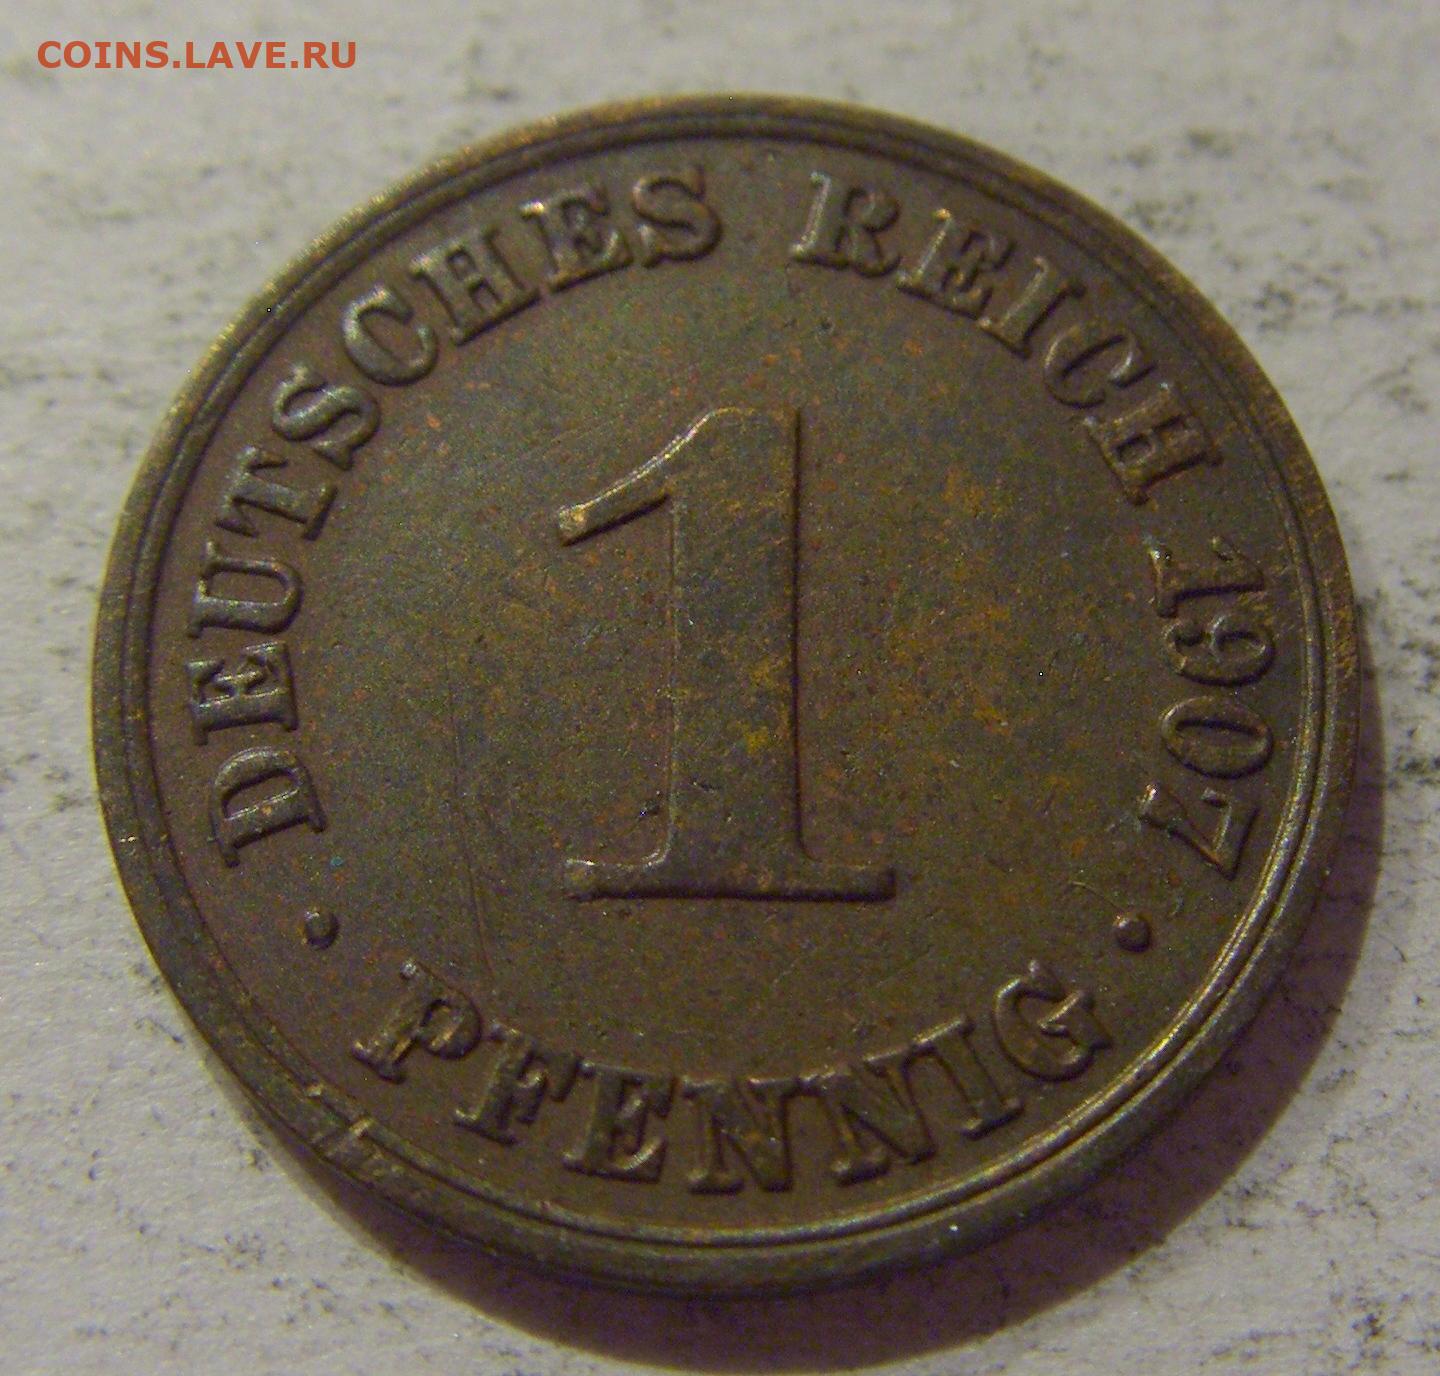 COINS.LAVE.RU
DEUTSCHES REICH 1907
1
· PFENNIG ·